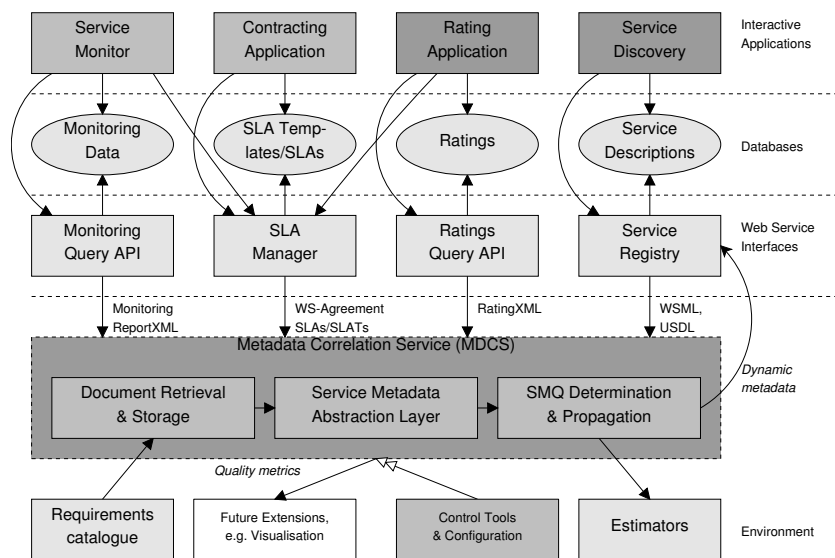 Service
Monitor
Contracting
Application
Rating
Application
Service
Discovery
Interactive
Applications
Monitoring
Data
SLA Temp-
lates/SLAs
Ratings
Service
Descriptions
Databases
Monitoring
Query API
SLA
Manager
Ratings
Query API
Service
Registry
Web Service
Interfaces
Monitoring
ReportXML
WS-Agreement
SLAs/SLATs
RatingXML
WSML,
USDL
Metadata Correlation Service (MDCS)
Document Retrieval
& Storage
Service Metadata
Abstraction Layer
SMQ Determination
& Propagation
Dynamic
metadata
Quality metrics
Requirements
catalogue
Future Extensions,
e.g. Visualisation
Control Tools
& Configuration
Estimators
Environment